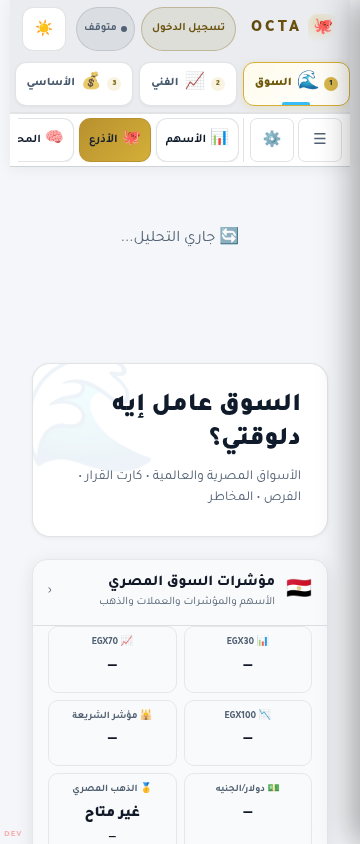 OCTA
تسجيل الدخول
متوقف
1 السوق
2 الفني
3 الأساسي
الأسهم
الأذرع
المح
جاري التحليل...
السوق عامل إيه
دلوقتي؟
الأسواق المصرية والعالمية • كارت القرار •
الفرص • المخاطر
مؤشرات السوق المصري
الأسهم والمؤشرات والعملات والذهب
EGX30
—
EGX70
—
EGX100
—
مؤشر الشريعة
—
دولار/الجنيه
—
الذهب المصري
غير متاح
—
DEV